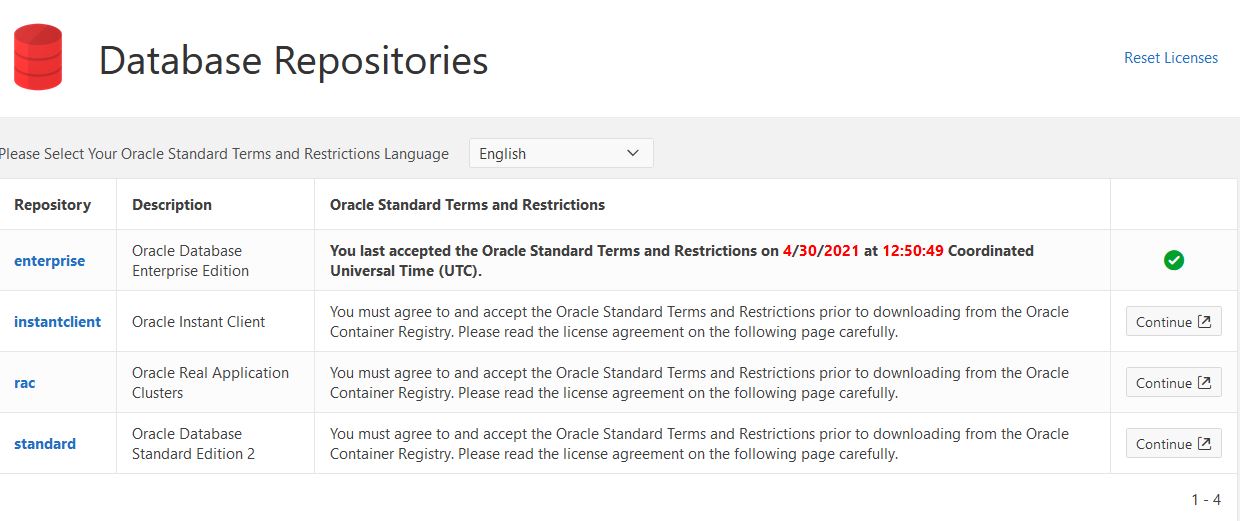 Database Repositories
Reset Licenses
Please Select Your Oracle Standard Terms and Restrictions Language
English
Repository
Description
Oracle Standard Terms and Restrictions
enterprise
Oracle Database
Enterprise Edition
You last accepted the Oracle Standard Terms and Restrictions on 4/30/2021 at 12:50:49 Coordinated
Universal Time (UTC).
instantclient
Oracle Instant Client
You must agree to and accept the Oracle Standard Terms and Restrictions prior to downloading from the Oracle
Container Registry. Please read the license agreement on the following page carefully.
Continue
rac
Oracle Real Application
Clusters
You must agree to and accept the Oracle Standard Terms and Restrictions prior to downloading from the Oracle
Container Registry. Please read the license agreement on the following page carefully.
Continue
standard
Oracle Database
Standard Edition 2
You must agree to and accept the Oracle Standard Terms and Restrictions prior to downloading from the Oracle
Container Registry. Please read the license agreement on the following page carefully.
Continue
1 - 4